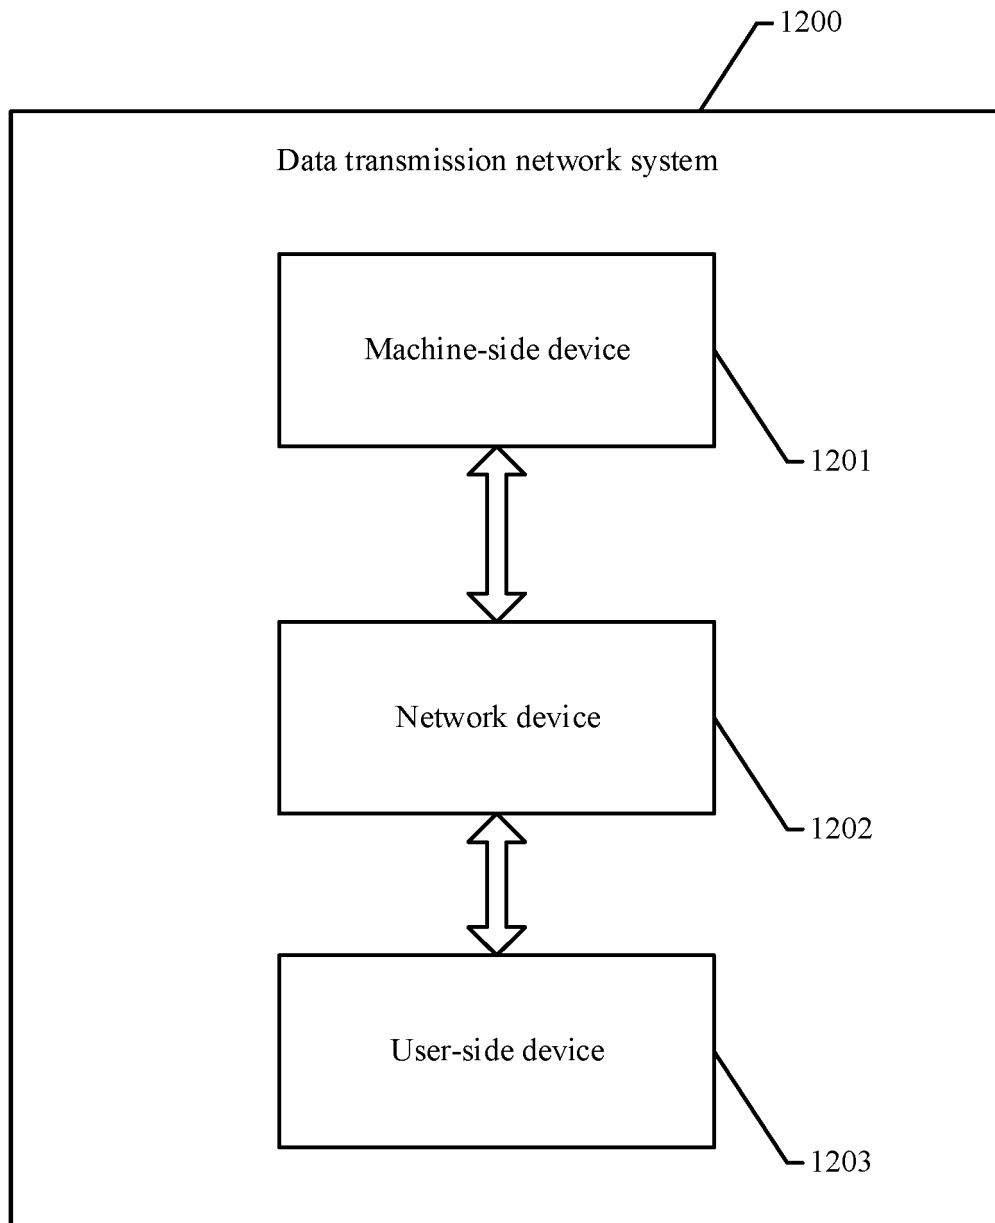 1200
Data transmission network system
Machine-side device
1201
Network device
1202
User-side device
1203